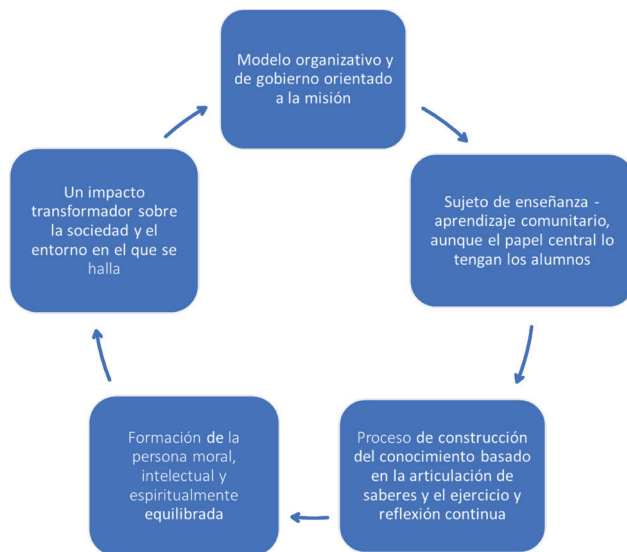 Modelo organizativo y
de gobierno orientado
a la misión
Sujeto de enseñanza -
aprendizaje comunitario,
aunque el papel central lo
tengan los alumnos
Proceso de construcción
del conocimiento basado
en la articulación de
saberes y el ejercicio y
reflexión continua
Formación de la
persona moral,
intelectual y
espiritualmente
equilibrada
Un impacto
transformador sobre
la sociedad y el
entorno en el que se
halla